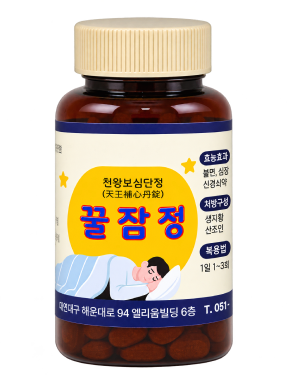 천왕보심단정
(天王補心丹錠)
꿀잠정
효능효과
불면, 심장
신경쇠약
처방구성
생지황
산조인
복용법
1일 1~3회
대연대구 해운대로 94 엘리움빌딩 6층
T. 051-